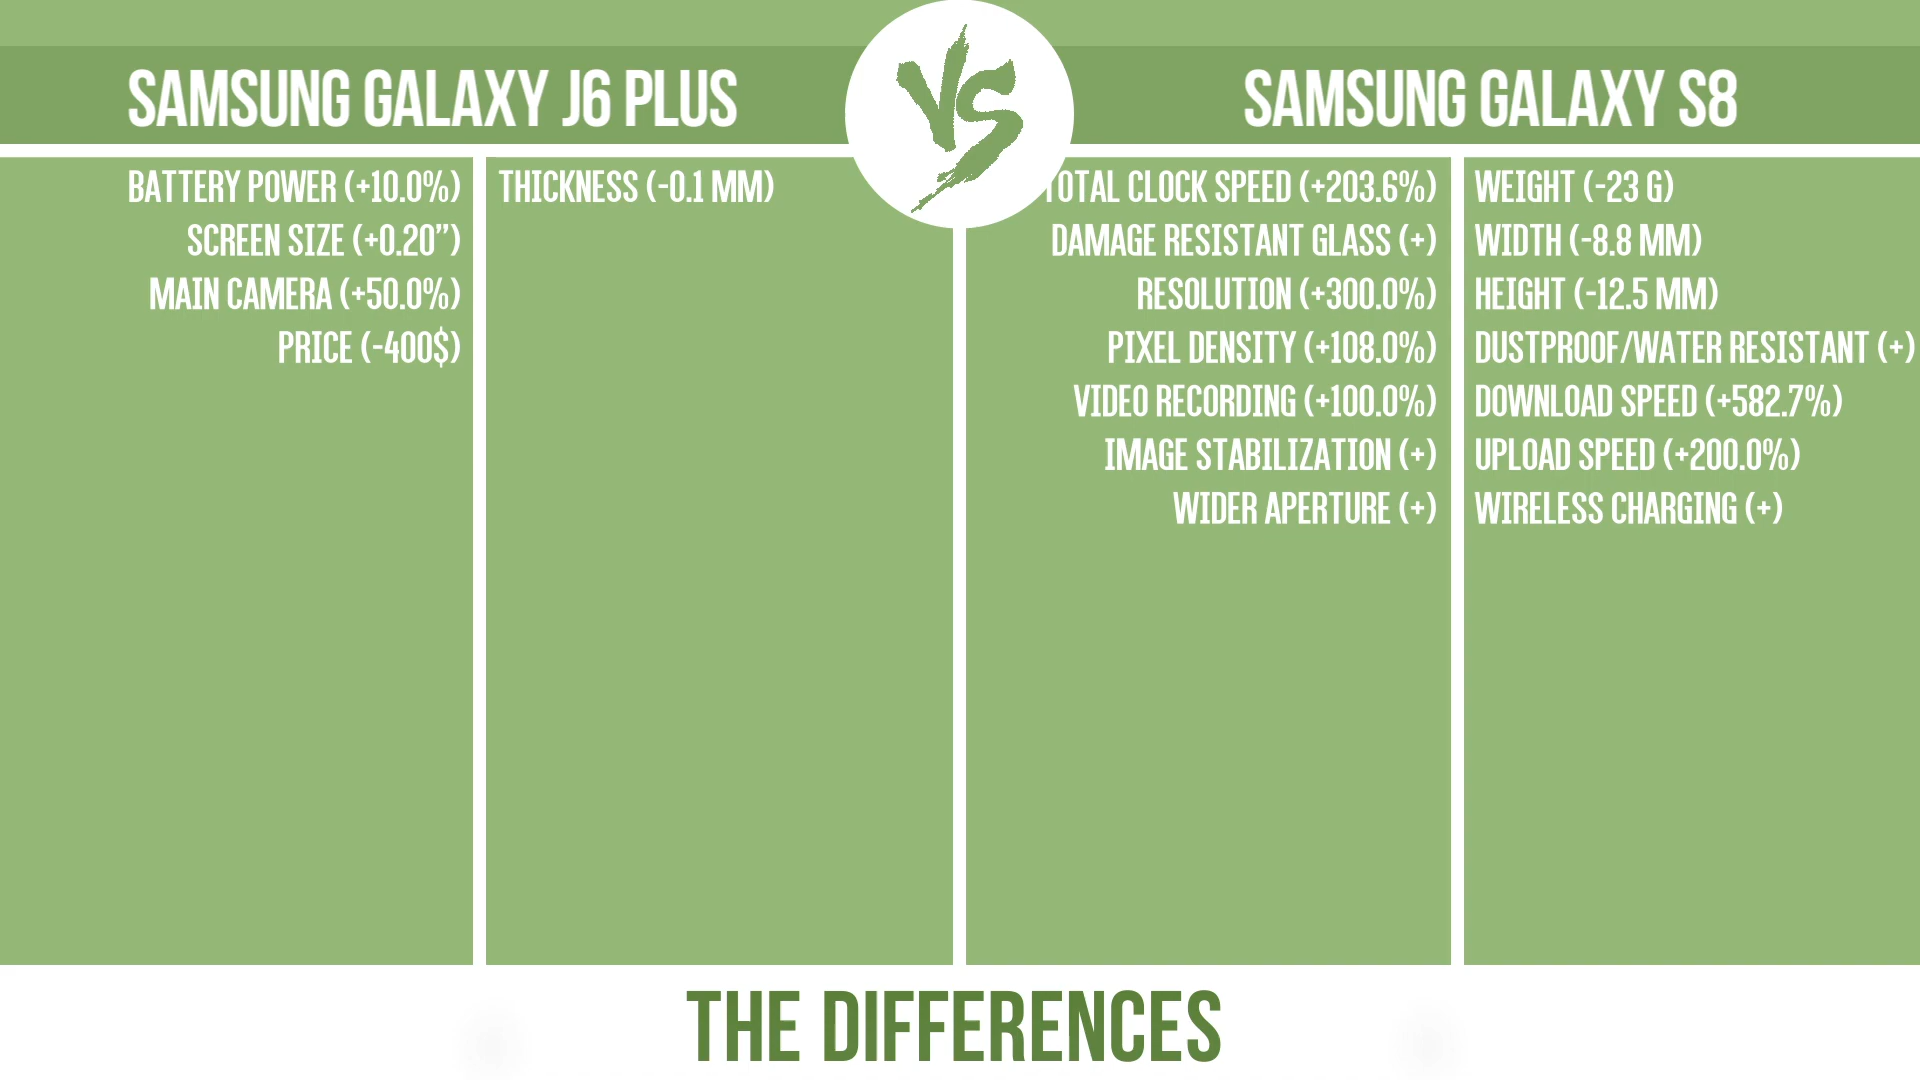 SAMSUNG GALAXY J6 PLUS
VS
SAMSUNG GALAXY S8
BATTERY POWER (+10.0%)
SCREEN SIZE (+0.20”)
MAIN CAMERA (+50.0%)
PRICE (-400$)
THICKNESS (-0.1 MM)
TOTAL CLOCK SPEED (+203.6%)
DAMAGE RESISTANT GLASS (+)
RESOLUTION (+300.0%)
PIXEL DENSITY (+108.0%)
VIDEO RECORDING (+100.0%)
IMAGE STABILIZATION (+)
WIDER APERTURE (+)
WEIGHT (-23 G)
WIDTH (-8.8 MM)
HEIGHT (-12.5 MM)
DUSTPROOF/WATER RESISTANT (+)
DOWNLOAD SPEED (+582.7%)
UPLOAD SPEED (+200.0%)
WIRELESS CHARGING (+)
THE DIFFERENCES